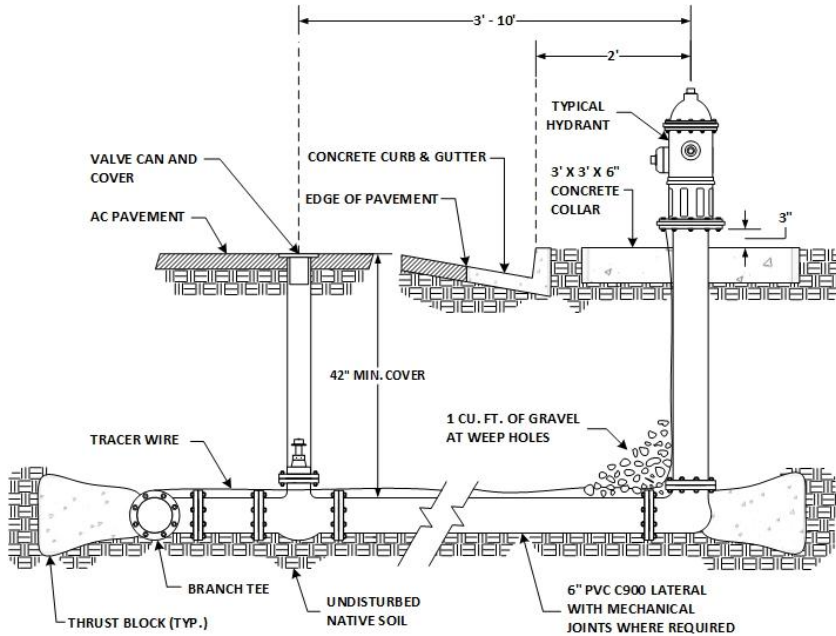 3' - 10'
2'
TYPICAL
HYDRANT
VALVE CAN AND
COVER
CONCRETE CURB & GUTTER
3' X 3' X 6"
CONCRETE
COLLAR
EDGE OF PAVEMENT
AC PAVEMENT
3"
42" MIN. COVER
1 CU. FT. OF GRAVEL
AT WEEP HOLES
TRACER WIRE
BRANCH TEE
UNDISTURBED
NATIVE SOIL
6" PVC C900 LATERAL
WITH MECHANICAL
JOINTS WHERE REQUIRED
THRUST BLOCK (TYP.)